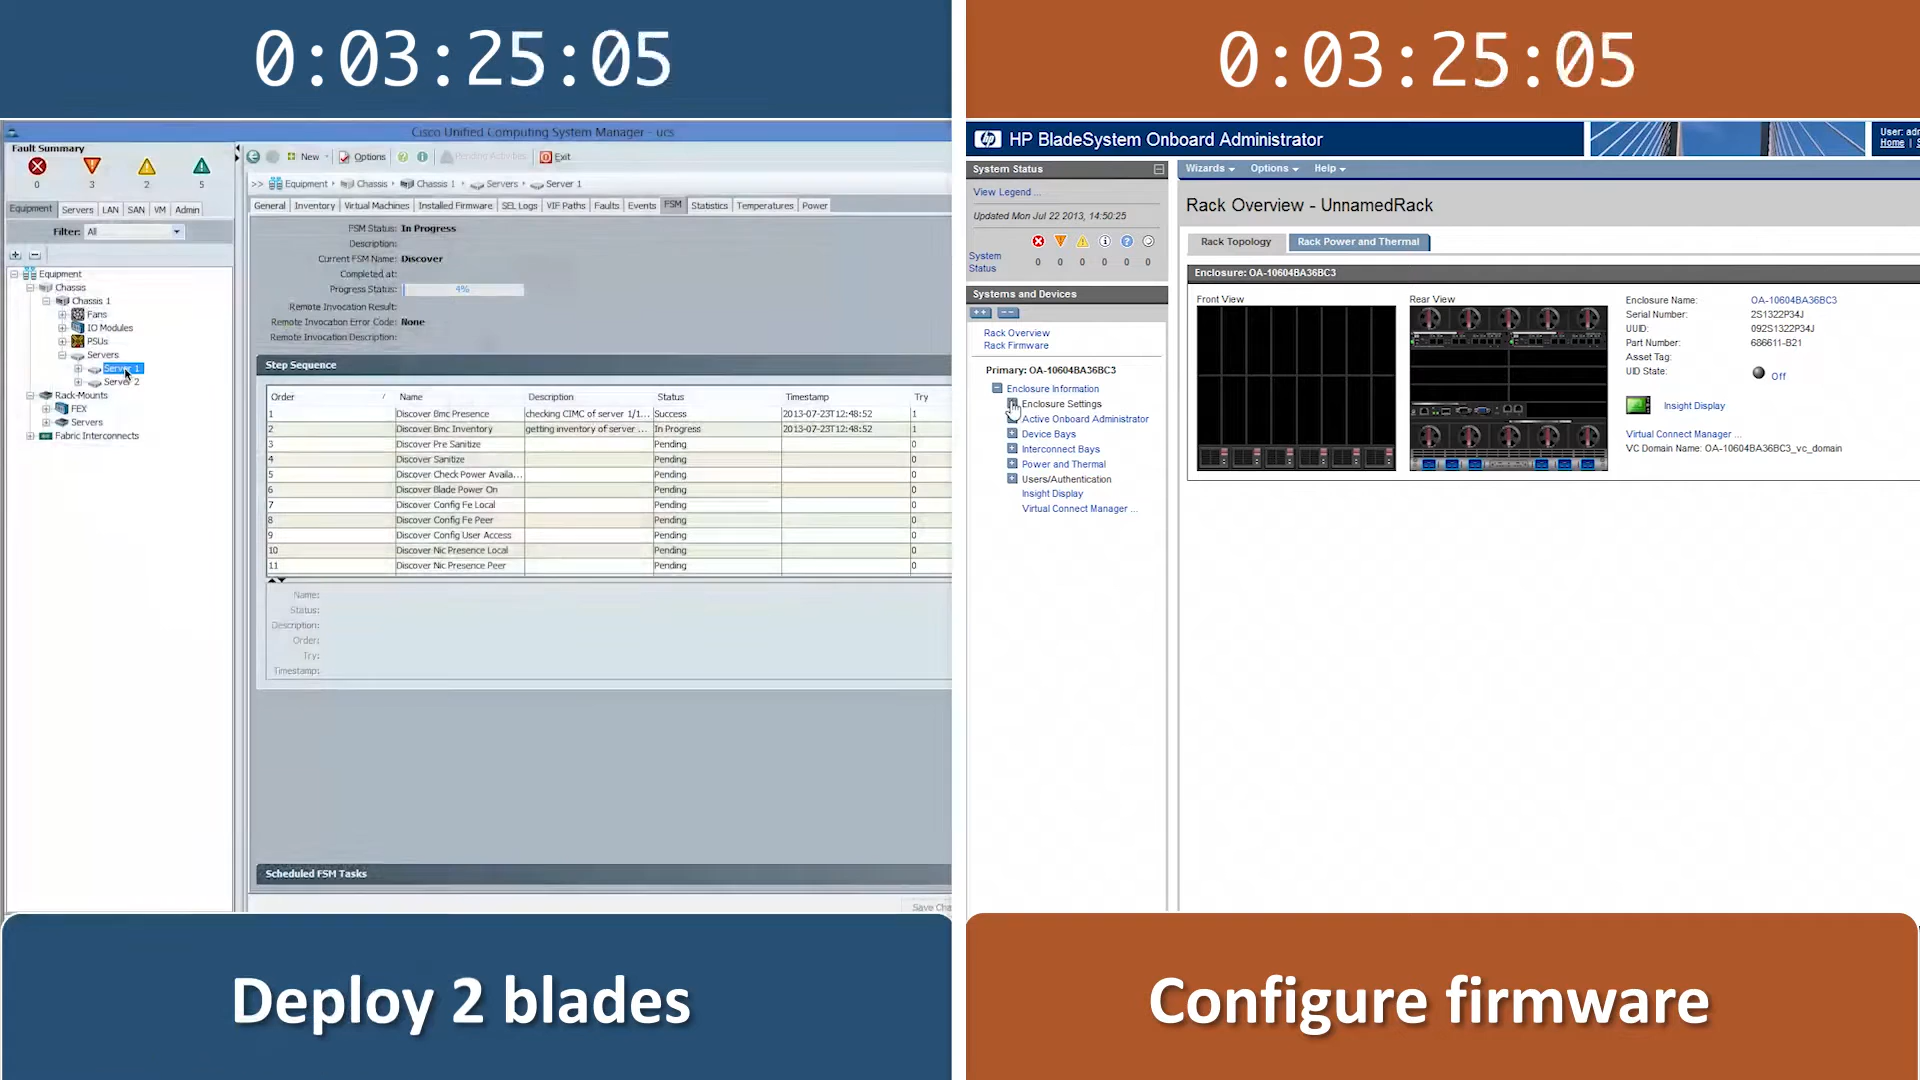 0:03:25:05
0:03:25:05
Cisco Unified Computing System Manager - ucs
Fault Summary
0 3 2 5
New Options Pending Activities Exit
>> Equipment Chassis Chassis 1 Servers Server 1
Equipment Servers LAN SAN VM Admin
Filter: All
Equipment
Chassis
Chassis 1
Fans
IO Modules
PSUs
Servers
Server 1
Server 2
Rack-Mounts
FEX
Servers
Fabric Interconnects
General Inventory Virtual Machines Installed Firmware SEL Logs VIF Paths Faults Events FSM Statistics Temperatures Power
FSM Status: In Progress
Description:
Current FSM Name: Discover
Completed at:
Progress Status: 4%
Remote Invocation Result:
Remote Invocation Error Code: None
Remote Invocation Description:
Step Sequence
Order Name Description Status Timestamp Try
1 Discover Bmc Presence checking CIMC of server 1/1... Success 2013-07-23T12:48:52 1
2 Discover Bmc Inventory getting inventory of server ... In Progress 2013-07-23T12:48:52 1
3 Discover Pre Sanitize Pending 0
4 Discover Sanitize Pending 0
5 Discover Check Power Availa... Pending 0
6 Discover Blade Power On Pending 0
7 Discover Config Fe Local Pending 0
8 Discover Config Fe Peer Pending 0
9 Discover Config User Access Pending 0
10 Discover Nic Presence Local Pending 0
11 Discover Nic Presence Peer Pending 0
Name:
Status:
Description:
Order:
Try:
Timestamp:
Scheduled FSM Tasks
Save Cha
Deploy 2 blades
hp HP BladeSystem Onboard Administrator
User: adm
Home | S
System Status
View Legend...
Updated Mon Jul 22 2013, 14:50:25
System Status 0 0 0 0 0 0
Systems and Devices
Rack Overview
Rack Firmware
Primary: OA-10604BA36BC3
Enclosure Information
Enclosure Settings
Active Onboard Administrator
Device Bays
Interconnect Bays
Power and Thermal
Users/Authentication
Insight Display
Virtual Connect Manager ...
Wizards Options Help
Rack Overview - UnnamedRack
Rack Topology Rack Power and Thermal
Enclosure: OA-10604BA36BC3
Front View Rear View
Enclosure Name: OA-10604BA36BC3
Serial Number: 2S1322P34J
UUID: 092S1322P34J
Part Number: 686611-B21
Asset Tag:
UID State: Off
Insight Display
Virtual Connect Manager ...
VC Domain Name: OA-10604BA36BC3_vc_domain
Configure firmware